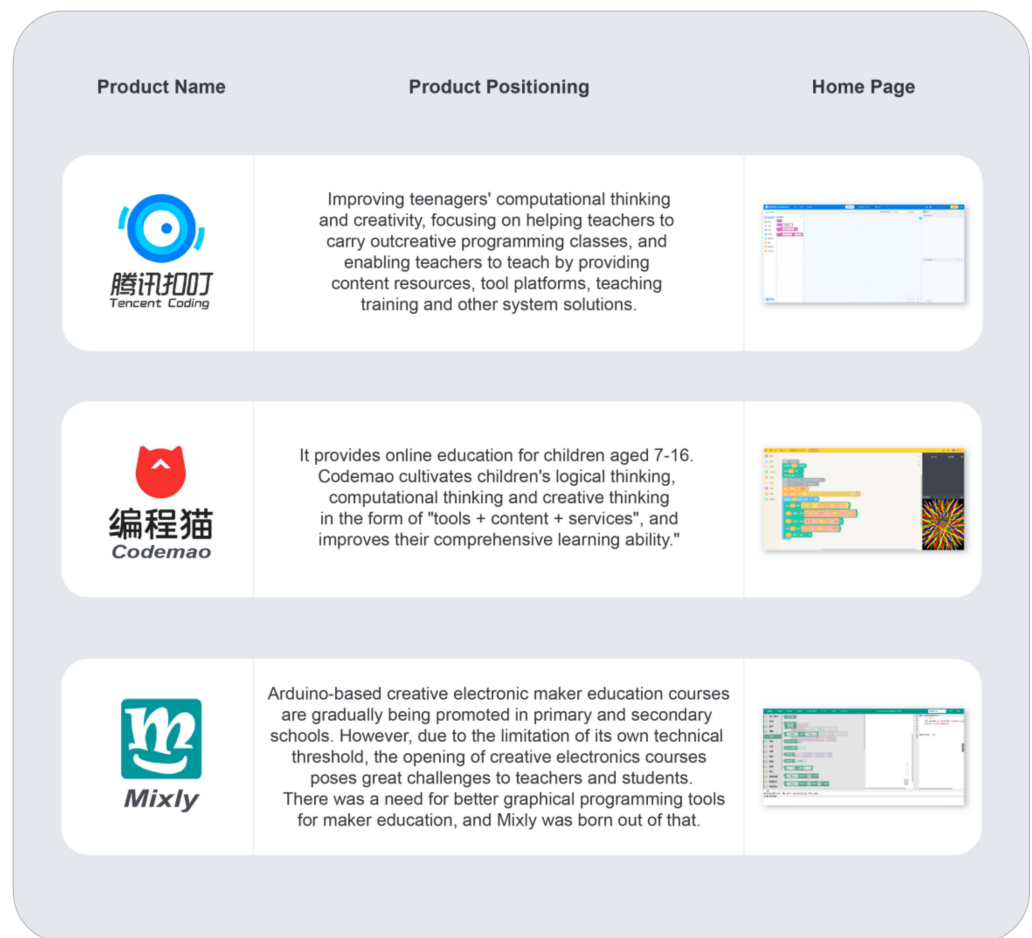 Product Name
Product Positioning
Home Page
腾讯扣叮
Tencent Coding
Improving teenagers' computational thinking
and creativity, focusing on helping teachers to
carry outcreative programming classes, and
enabling teachers to teach by providing
content resources, tool platforms, teaching
training and other system solutions.
编程猫
Codemao
It provides online education for children aged 7-16.
Codemao cultivates children's logical thinking,
computational thinking and creative thinking
in the form of "tools + content + services", and
improves their comprehensive learning ability."
Mixly
Arduino-based creative electronic maker education courses
are gradually being promoted in primary and secondary
schools. However, due to the limitation of its own technical
threshold, the opening of creative electronics courses
poses great challenges to teachers and students.
There was a need for better graphical programming tools
for maker education, and Mixly was born out of that.